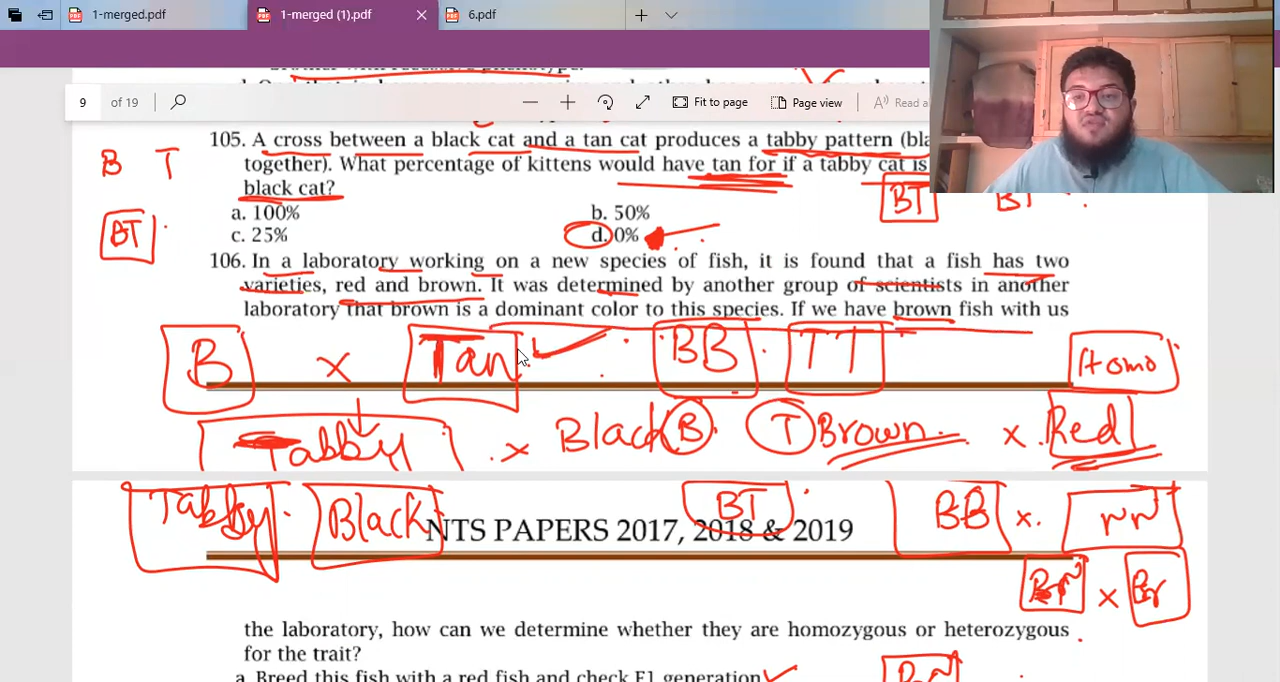 1-merged.pdf
1-merged (1).pdf
6.pdf
9 of 19
Fit to page
Page view
Read a
105. A cross between a black cat and a tan cat produces a tabby pattern (bla
together). What percentage of kittens would have tan for if a tabby cat is
black cat?
a. 100%
b. 50%
c. 25%
d. 0%
B T
BT
BT
BT
106. In a laboratory working on a new species of fish, it is found that a fish has two
varieties, red and brown. It was determined by another group of scientists in another
laboratory that brown is a dominant color to this species. If we have brown fish with us
B x Tan
BB TT
Homo
Tabby x Black B
T Brown x Red
Tabby Black
BT
BB x rr
NTS PAPERS 2017, 2018 & 2019
Br x Br
the laboratory, how can we determine whether they are homozygous or heterozygous
for the trait?
a. Breed this fish with a red fish and check F1 generation